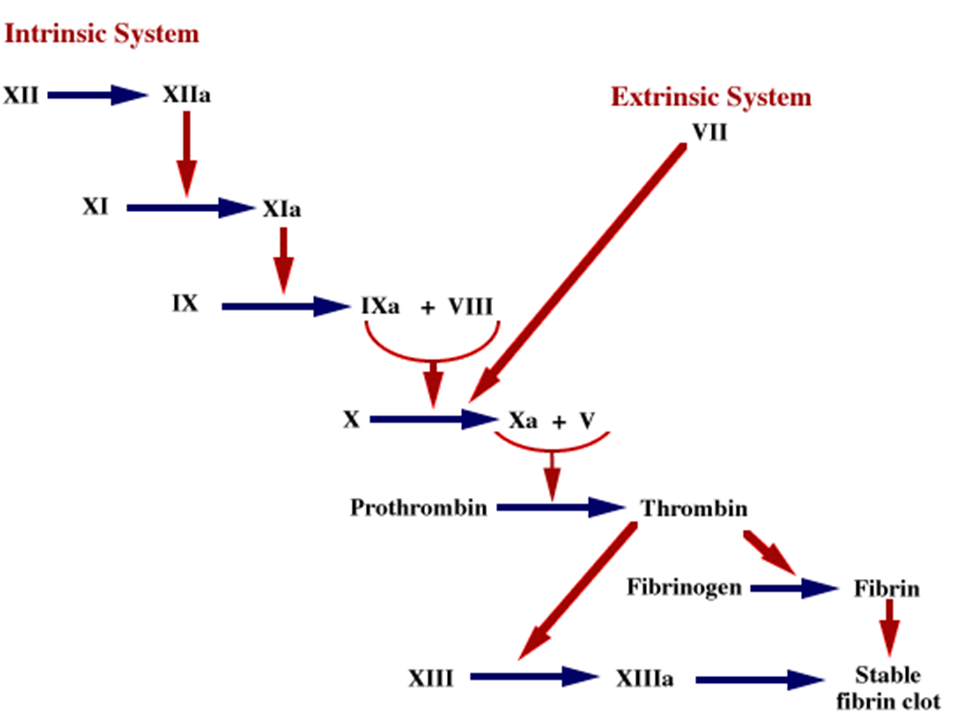 Intrinsic System
XII XIIa
Extrinsic System
VII
XI XIa
IX IXa + VIII
X Xa + V
Prothrombin Thrombin
Fibrinogen Fibrin
XIII XIIIa Stable
fibrin clot